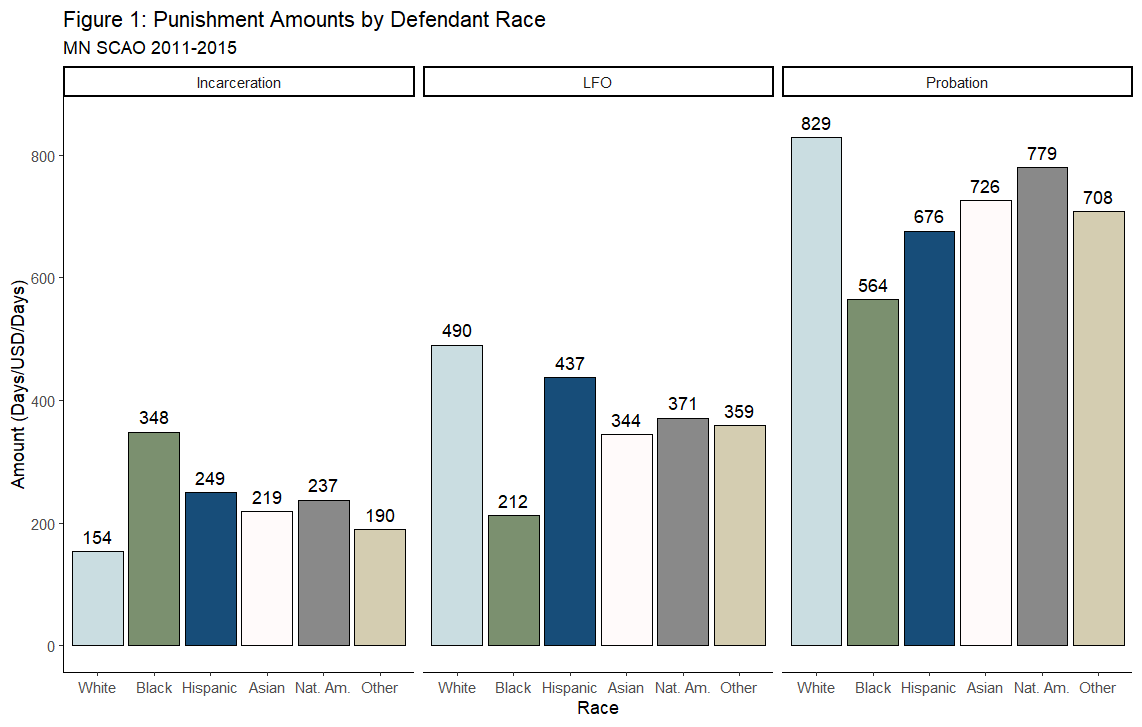 Figure 1: Punishment Amounts by Defendant Race
MN SCAO 2011-2015
Incarceration
LFO
Probation
Amount (Days/USD/Days)
800
600
400
200
0
154
348
249
219
237
190
490
212
437
344
371
359
829
564
676
726
779
708
White Black Hispanic Asian Nat. Am. Other
White Black Hispanic Asian Nat. Am. Other
White Black Hispanic Asian Nat. Am. Other
Race